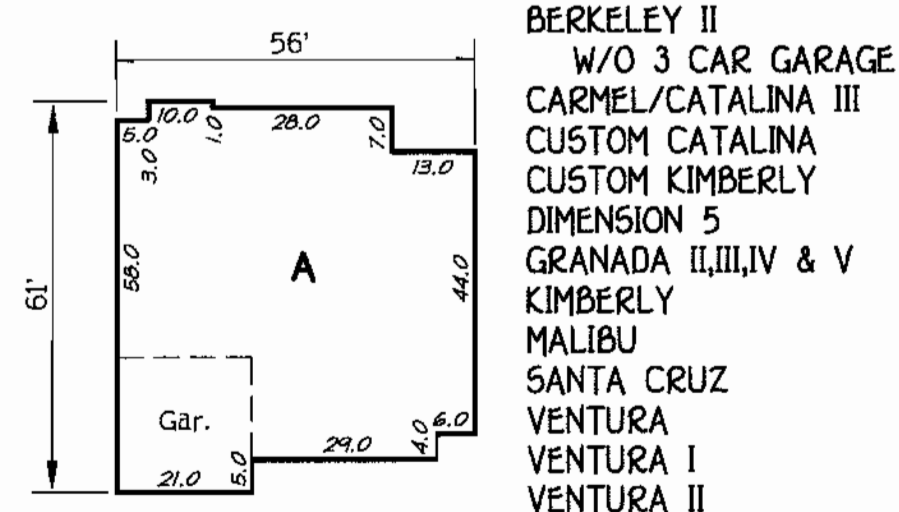 56'
BERKELEY II
W/O 3 CAR GARAGE
CARMEL/CATALINA III
CUSTOM CATALINA
CUSTOM KIMBERLY
DIMENSION 5
GRANADA II,III,IV & V
KIMBERLY
MALIBU
SANTA CRUZ
VENTURA
VENTURA I
VENTURA II
5.0
10.0
3.0
1.0
28.0
7.0
13.0
61'
58.0
A
44.0
Gar.
21.0
5.0
29.0
4.0
6.0